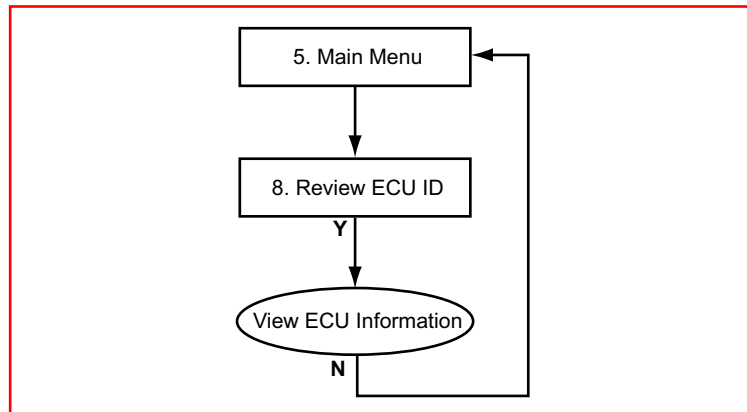 5. Main Menu
8. Review ECU ID
Y
View ECU Information
N